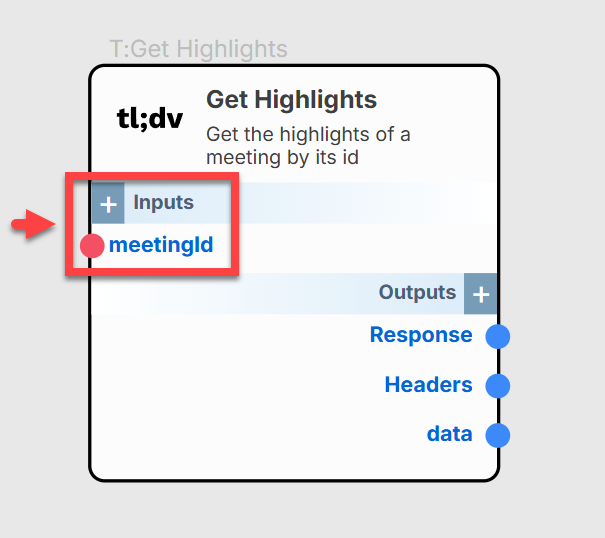 T:Get Highlights
tl;dv
Get Highlights
Get the highlights of a
meeting by its id
+ Inputs
meetingId
Outputs +
Response
Headers
data